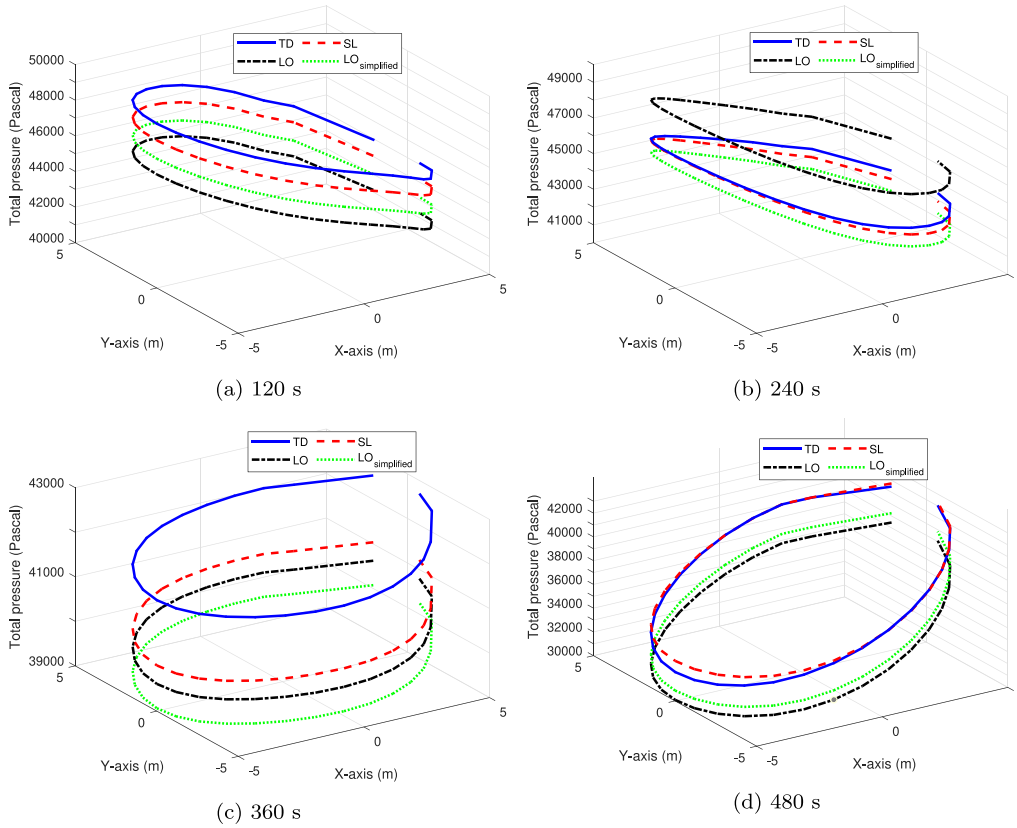 TD SL
LO LOsimplified
Total pressure (Pascal)
50000
48000
46000
44000
42000
40000
5
0
-5
Y-axis (m)
-5
0
5
X-axis (m)
(a) 120 s
TD SL
LO LOsimplified
Total pressure (Pascal)
49000
47000
45000
43000
41000
5
0
-5
Y-axis (m)
-5
0
X-axis (m)
(b) 240 s
TD SL
LO LOsimplified
Total pressure (Pascal)
43000
41000
39000
5
0
-5
Y-axis (m)
-5
0
5
X-axis (m)
(c) 360 s
TD SL
LO LOsimplified
Total pressure (Pascal)
42000
40000
38000
36000
34000
32000
30000
5
0
-5
Y-axis (m)
-5
0
X-axis (m)
(d) 480 s